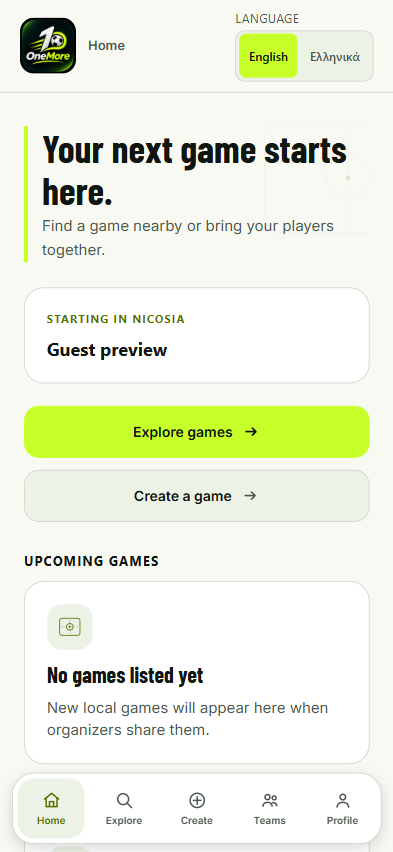 10
OneMore
Home
LANGUAGE
English
Ελληνικά
Your next game starts
here.
Find a game nearby or bring your players
together.
STARTING IN NICOSIA
Guest preview
Explore games →
Create a game →
UPCOMING GAMES
No games listed yet
New local games will appear here when
organizers share them.
Home
Explore
Create
Teams
Profile